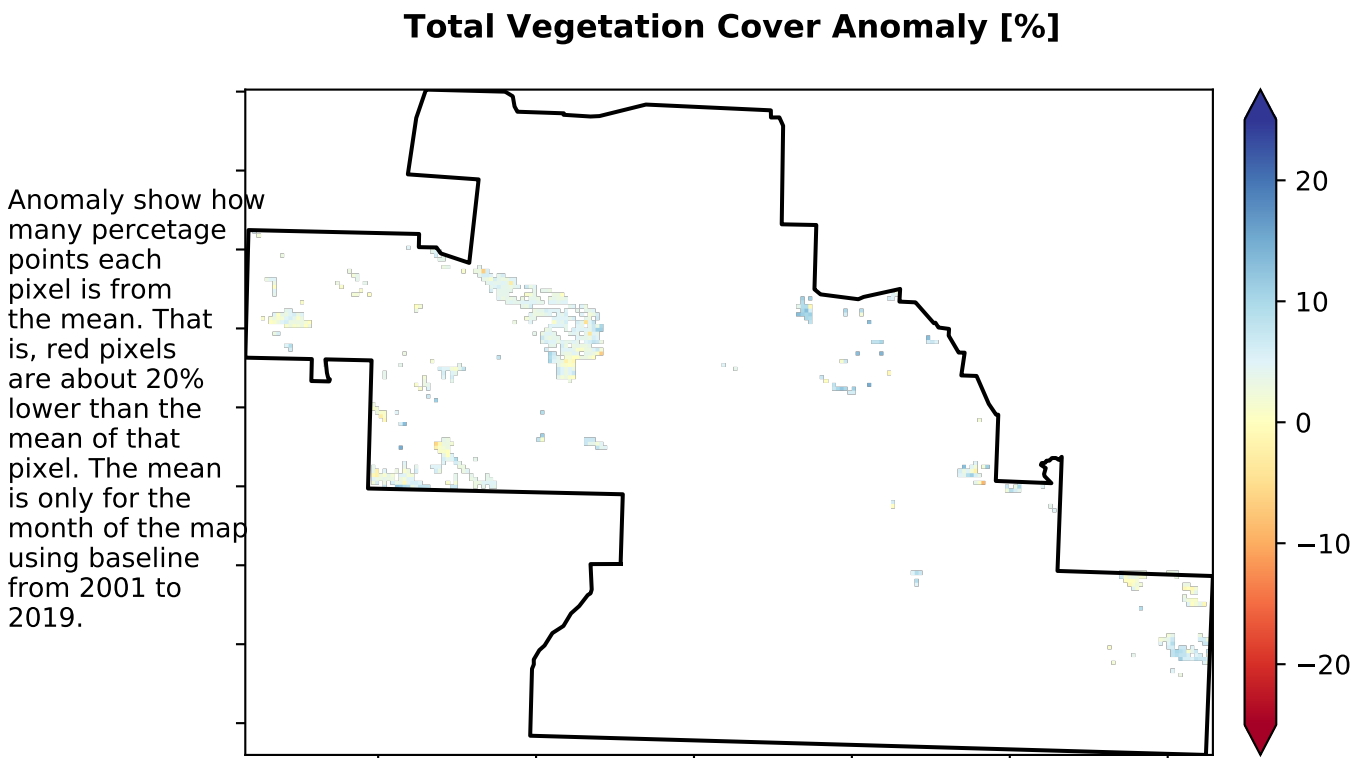 Total Vegetation Cover Anomaly [%]
Anomaly show how
many percetage
points each
pixel is from
the mean. That
is, red pixels
are about 20%
lower than the
mean of that
pixel. The mean
is only for the
month of the map
using baseline
from 2001 to
2019.
20
10
0
−10
−20